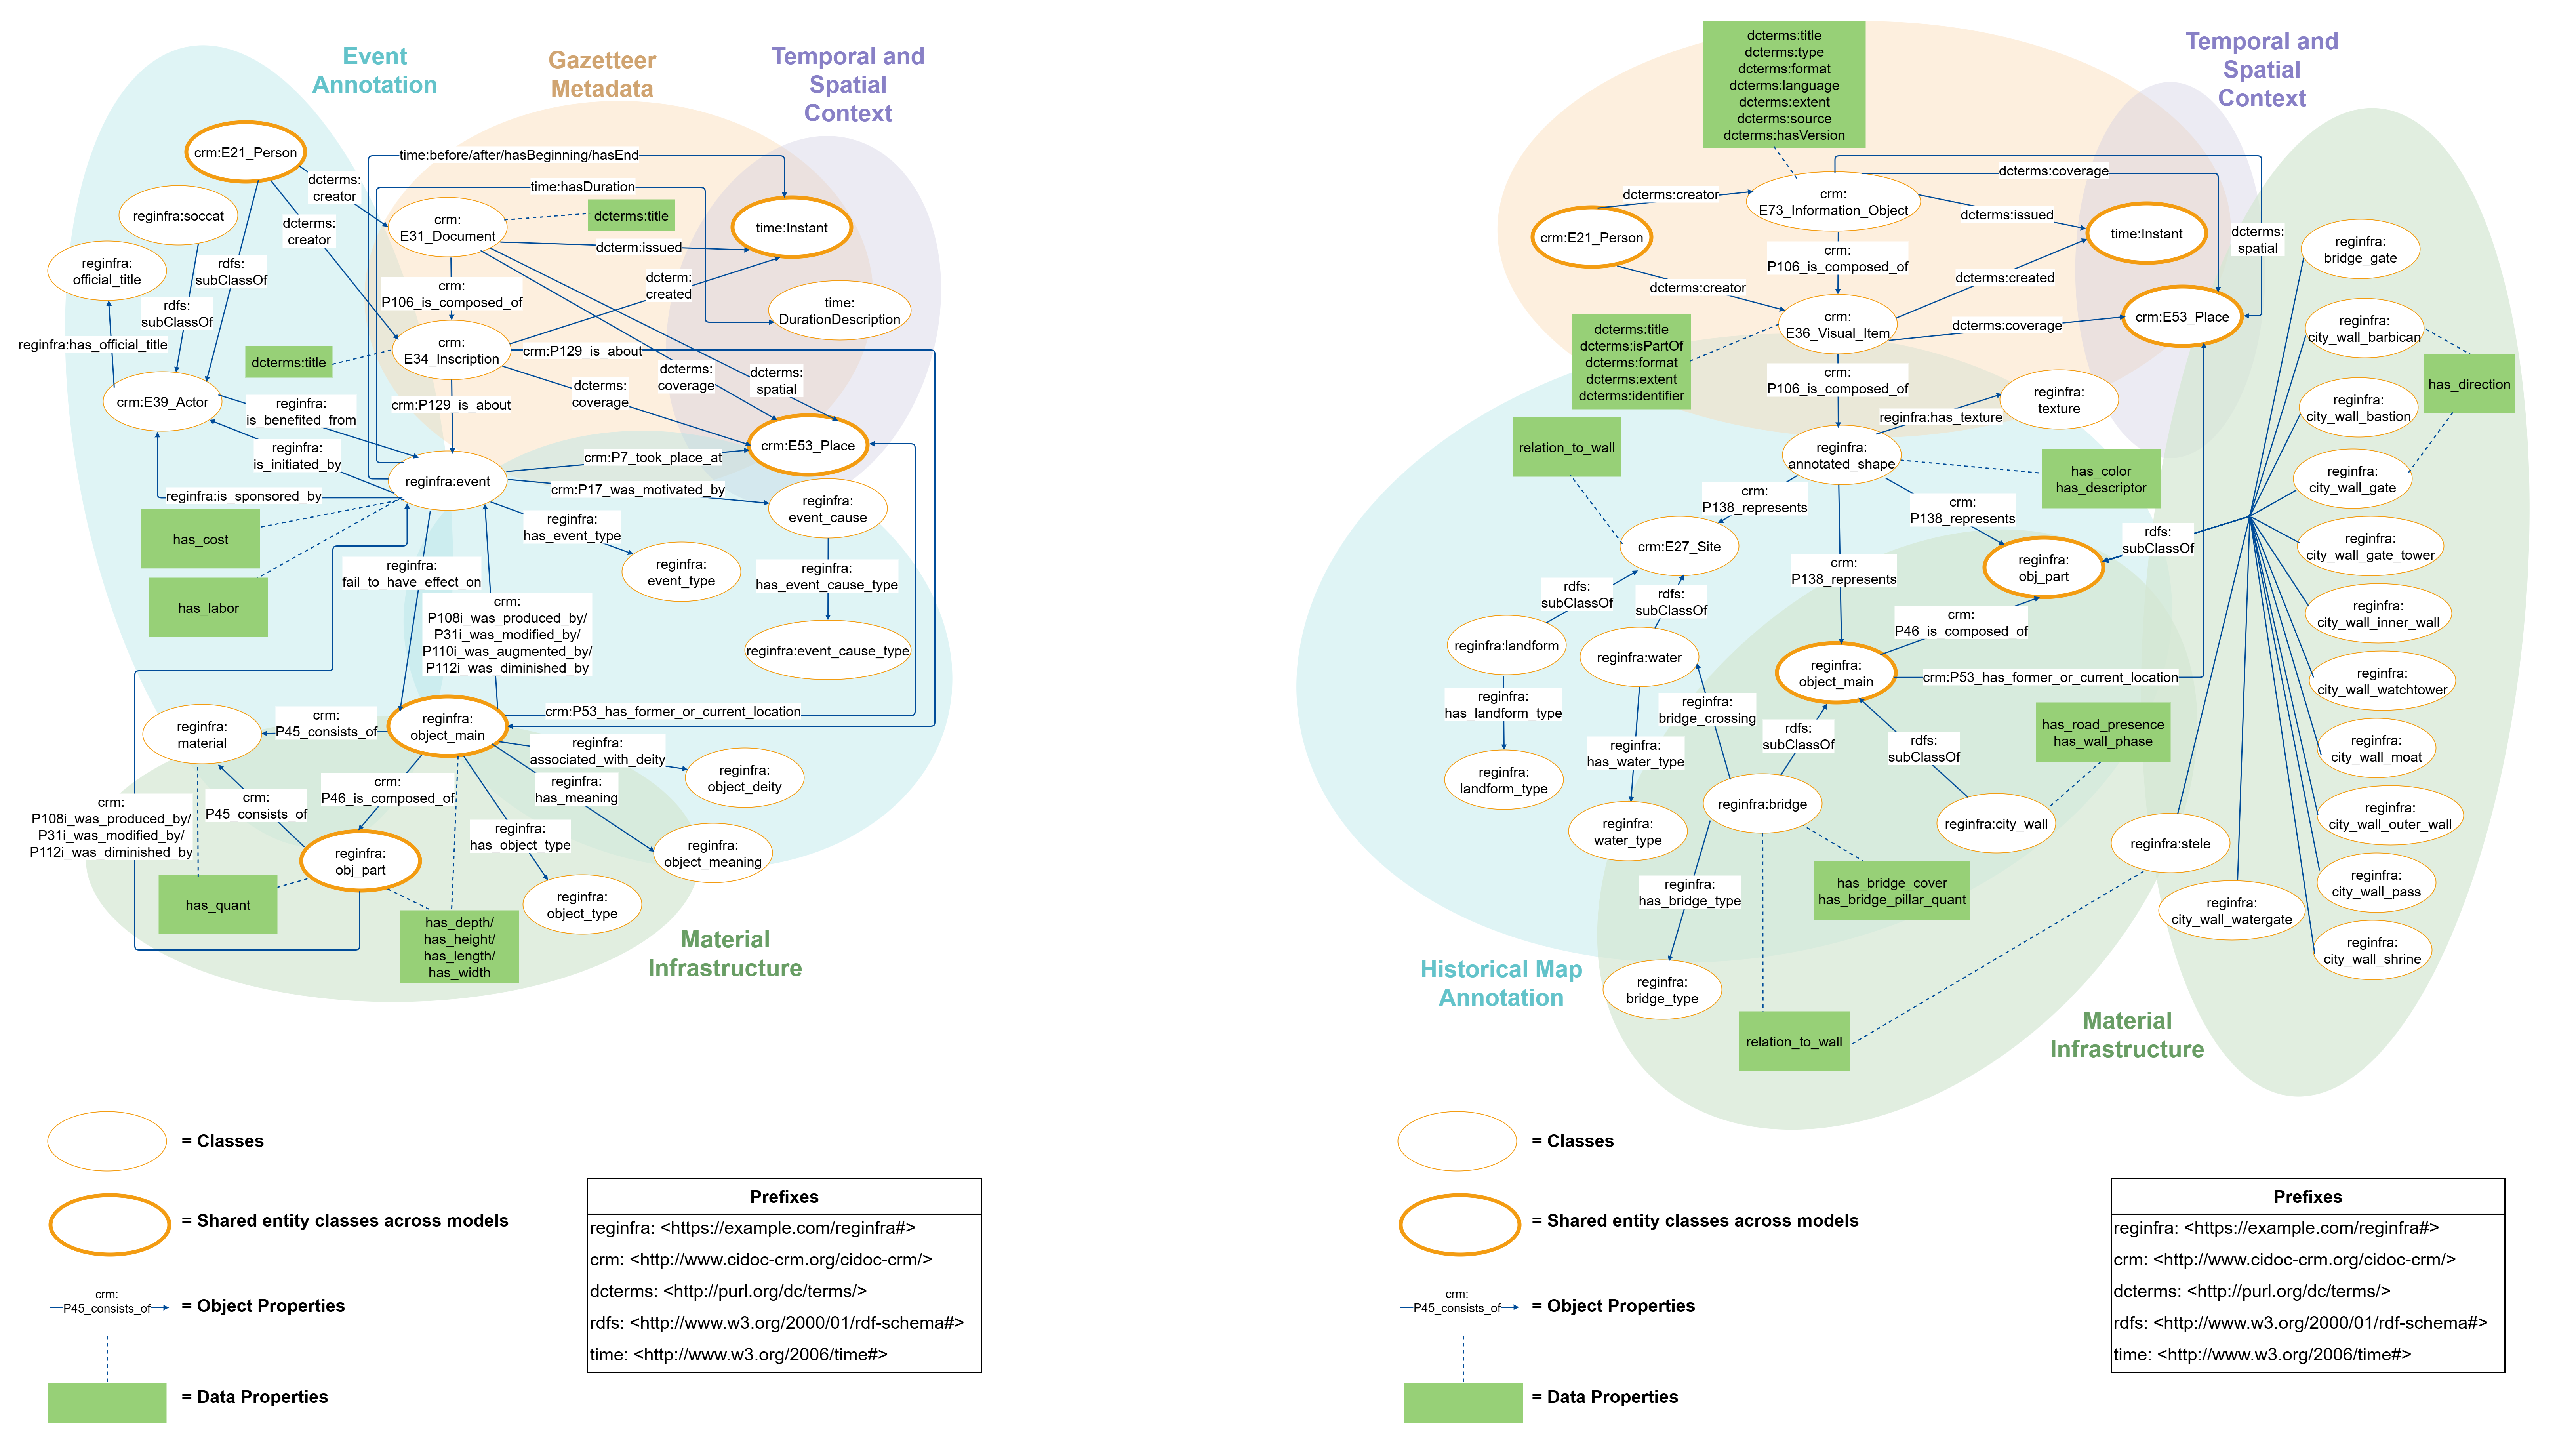 Event
Annotation
Gazetteer
Metadata
Temporal and
Spatial
Context
crm:E21_Person
time:before/after/hasBeginning/hasEnd
dcterms:
creator
time:hasDuration
reginfra:soccat
dcterms:
creator
crm:
E31_Document
dcterms:title
time:Instant
dcterm:issued
reginfra:
official_title
rdfs:
subClassOf
dcterm:
created
crm:
P106_is_composed_of
time:
DurationDescription
rdfs:
subClassOf
reginfra:has_official_title
crm:
E34_Inscription
crm:P129_is_about
dcterms:title
dcterms:
coverage
dcterms:
spatial
dcterms:
coverage
crm:E39_Actor
reginfra:
is_benefited_from
crm:P129_is_about
crm:E53_Place
reginfra:
is_initiated_by
crm:P7_took_place_at
reginfra:event
crm:P17_was_motivated_by
reginfra:is_sponsored_by
reginfra:
event_cause
reginfra:
has_event_type
has_cost
reginfra:
fail_to_have_effect_on
reginfra:
event_type
reginfra:
has_event_cause_type
has_labor
crm:
P108i_was_produced_by/
P31i_was_modified_by/
P110i_was_augmented_by/
P112i_was_diminished_by
reginfra:event_cause_type
crm:P53_has_former_or_current_location
reginfra:
material
crm:
P45_consists_of
reginfra:
object_main
reginfra:
associated_with_deity
reginfra:
object_deity
crm:
P46_is_composed_of
reginfra:
has_meaning
crm:
P108i_was_produced_by/
P31i_was_modified_by/
P112i_was_diminished_by
crm:
P45_consists_of
reginfra:
has_object_type
reginfra:
object_meaning
reginfra:
obj_part
has_quant
reginfra:
object_type
has_depth/
has_height/
has_length/
has_width
Material
Infrastructure
= Classes
= Shared entity classes across models
crm:
P45_consists_of
= Object Properties
= Data Properties
Prefixes
reginfra: <https://example.com/reginfra#>
crm: <http://www.cidoc-crm.org/cidoc-crm/>
dcterms: <http://purl.org/dc/terms/>
rdfs: <http://www.w3.org/2000/01/rdf-schema#>
time: <http://www.w3.org/2006/time#>
dcterms:title
dcterms:type
dcterms:format
dcterms:language
dcterms:extent
dcterms:source
dcterms:hasVersion
Temporal and
Spatial
Context
dcterms:coverage
dcterms:creator
crm:
E73_Information_Object
dcterms:issued
crm:E21_Person
time:Instant
dcterms:
spatial
reginfra:
bridge_gate
crm:
P106_is_composed_of
dcterms:created
dcterms:creator
crm:
E36_Visual_Item
crm:E53_Place
dcterms:coverage
dcterms:title
dcterms:isPartOf
dcterms:format
dcterms:extent
dcterms:identifier
reginfra:
city_wall_barbican
has_direction
crm:
P106_is_composed_of
reginfra:
texture
reginfra:
city_wall_bastion
reginfra:has_texture
relation_to_wall
reginfra:
annotated_shape
has_color
has_descriptor
reginfra:
city_wall_gate
crm:
P138_represents
crm:
P138_represents
crm:E27_Site
rdfs:
subClassOf
reginfra:
city_wall_gate_tower
crm:
P138_represents
reginfra:
obj_part
rdfs:
subClassOf
rdfs:
subClassOf
reginfra:
city_wall_inner_wall
crm:
P46_is_composed_of
reginfra:landform
reginfra:water
reginfra:
object_main
crm:P53_has_former_or_current_location
reginfra:
city_wall_watchtower
reginfra:
has_landform_type
reginfra:
bridge_crossing
rdfs:
subClassOf
has_road_presence
has_wall_phase
reginfra:
has_water_type
rdfs:
subClassOf
reginfra:
city_wall_moat
reginfra:
landform_type
reginfra:bridge
reginfra:
city_wall_outer_wall
reginfra:
water_type
reginfra:city_wall
reginfra:stele
reginfra:
has_bridge_type
has_bridge_cover
has_bridge_pillar_quant
reginfra:
city_wall_pass
reginfra:
city_wall_watergate
reginfra:
city_wall_shrine
Historical Map
Annotation
reginfra:
bridge_type
relation_to_wall
Material
Infrastructure
= Classes
= Shared entity classes across models
crm:
P45_consists_of
= Object Properties
= Data Properties
Prefixes
reginfra: <https://example.com/reginfra#>
crm: <http://www.cidoc-crm.org/cidoc-crm/>
dcterms: <http://purl.org/dc/terms/>
rdfs: <http://www.w3.org/2000/01/rdf-schema#>
time: <http://www.w3.org/2006/time#>